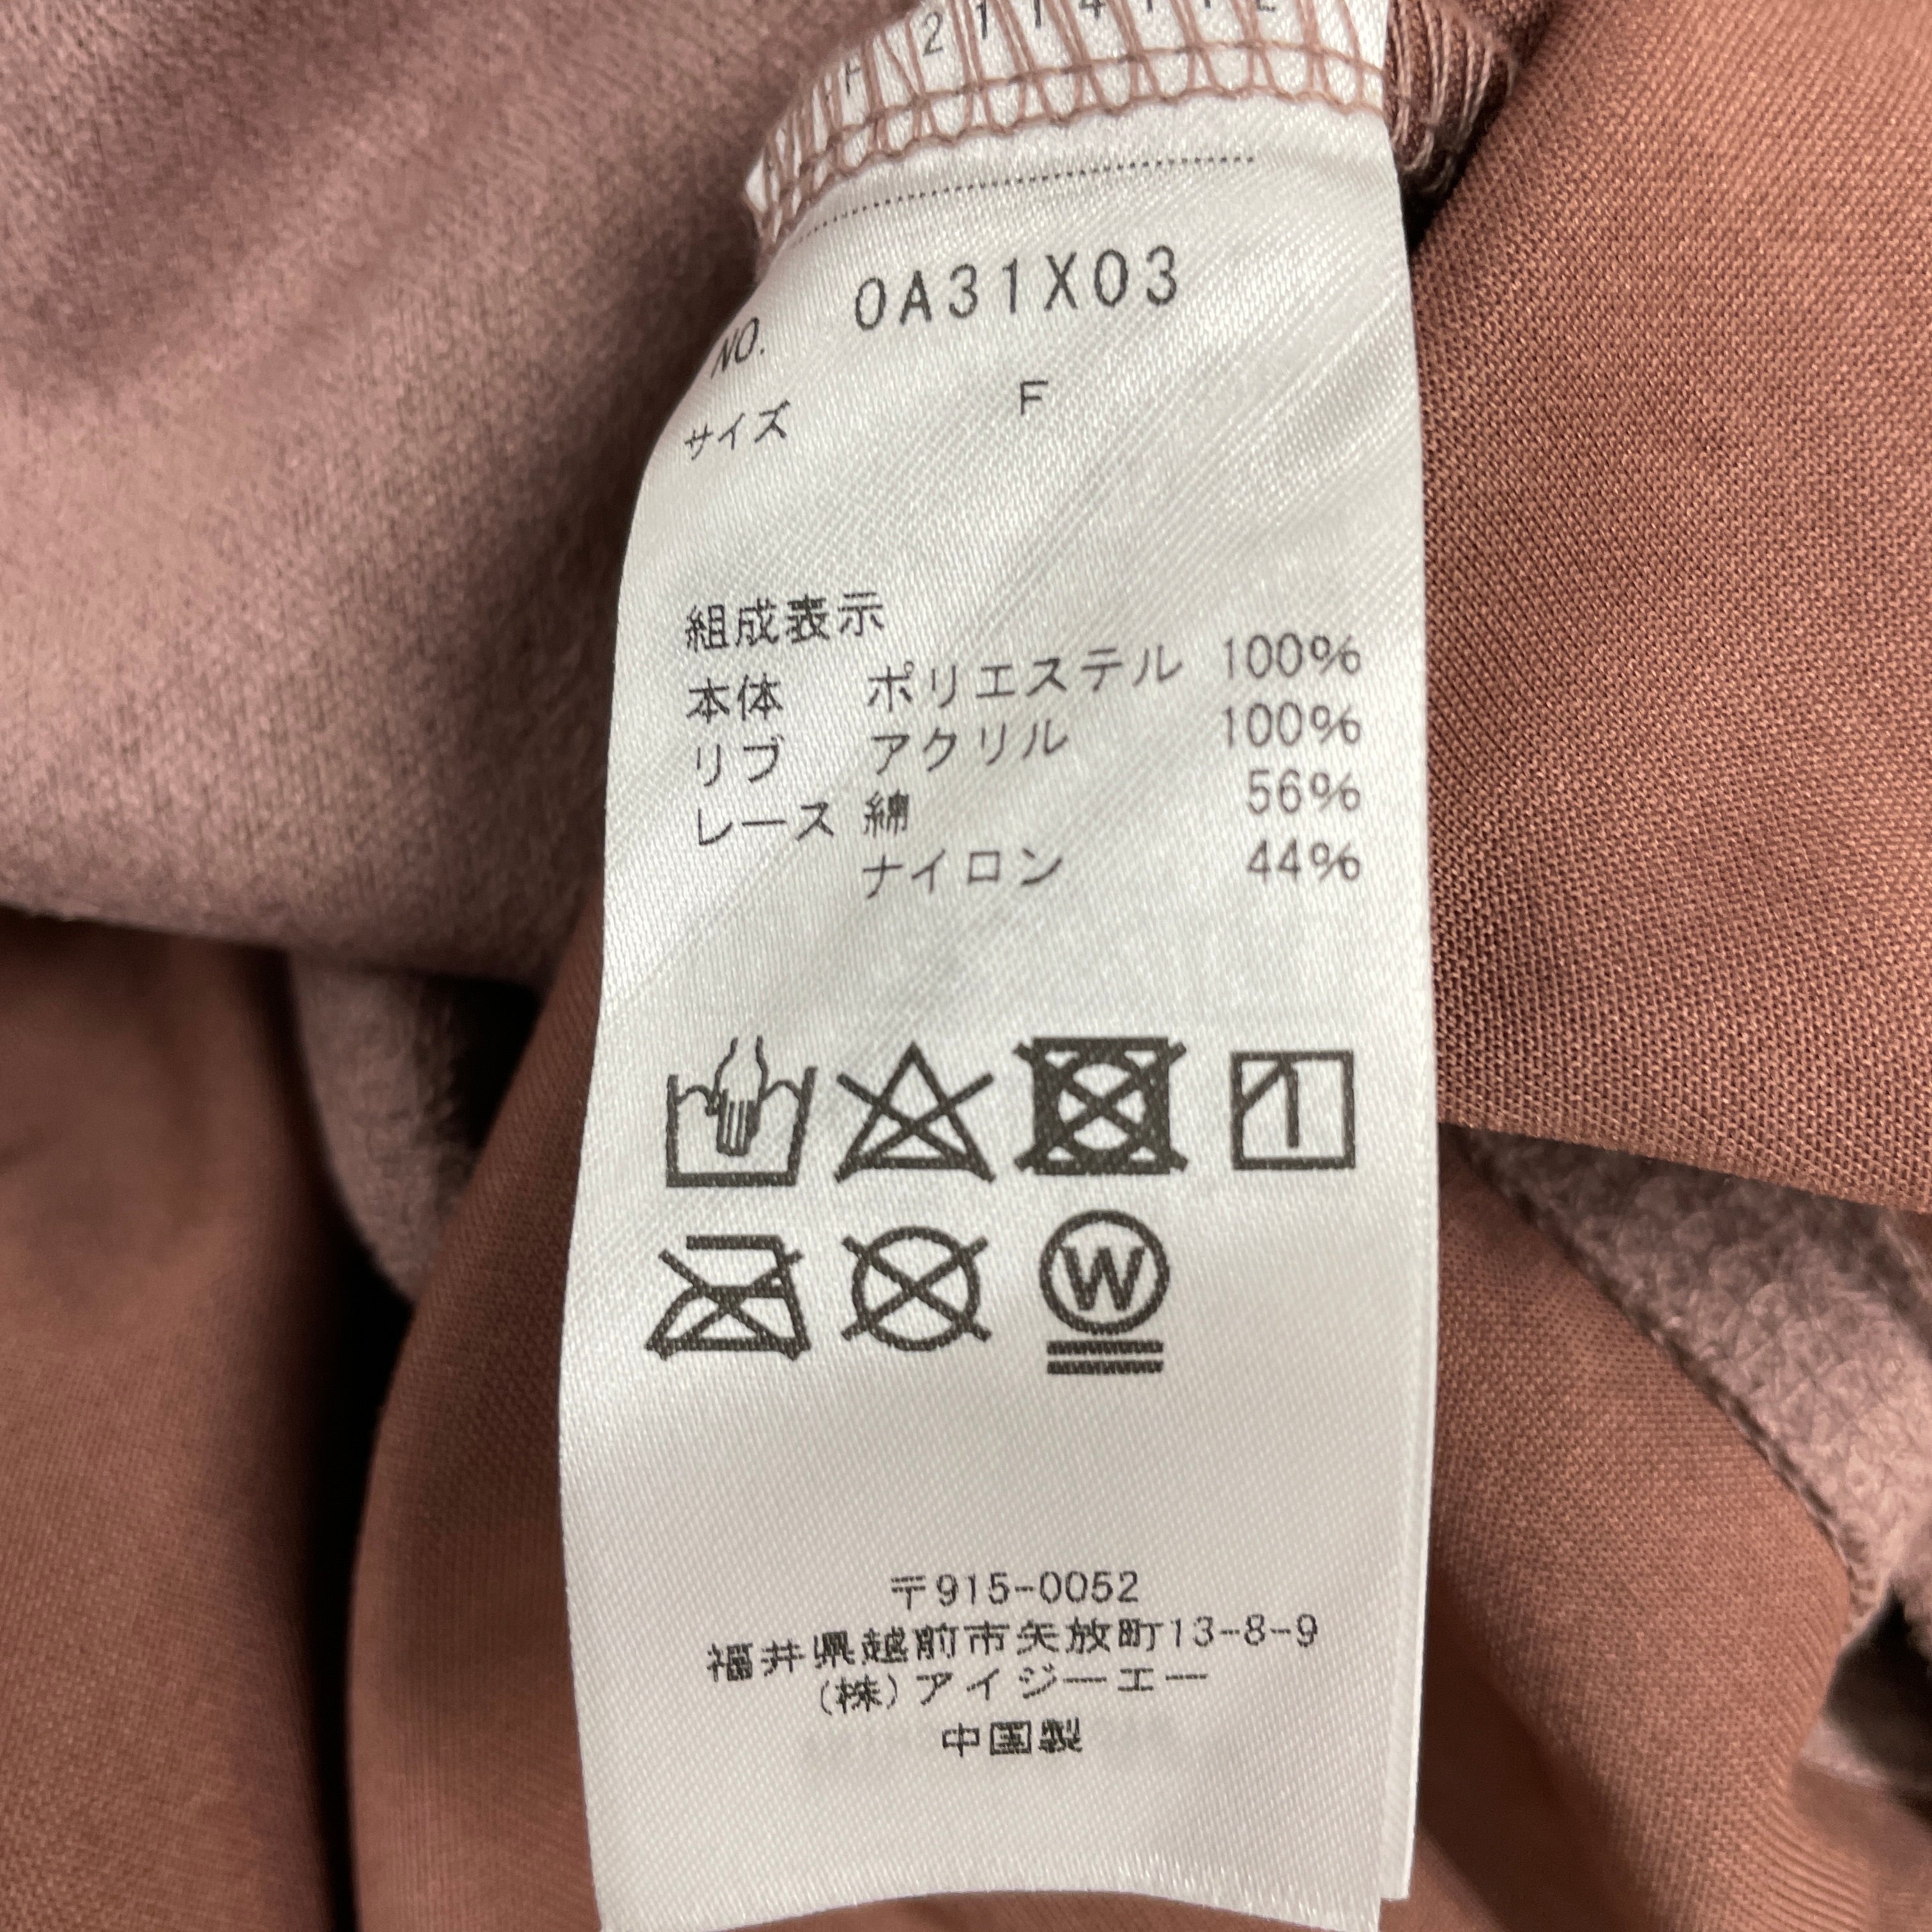 NO. 0A31X03
サイズ F
組成表示
本体 ポリエステル 100%
リブ アクリル 100%
レース 綿 56%
ナイロン 44%
W
〒915-0052
福井県越前市矢放町13-8-9
(株)アイジーエー
中国製